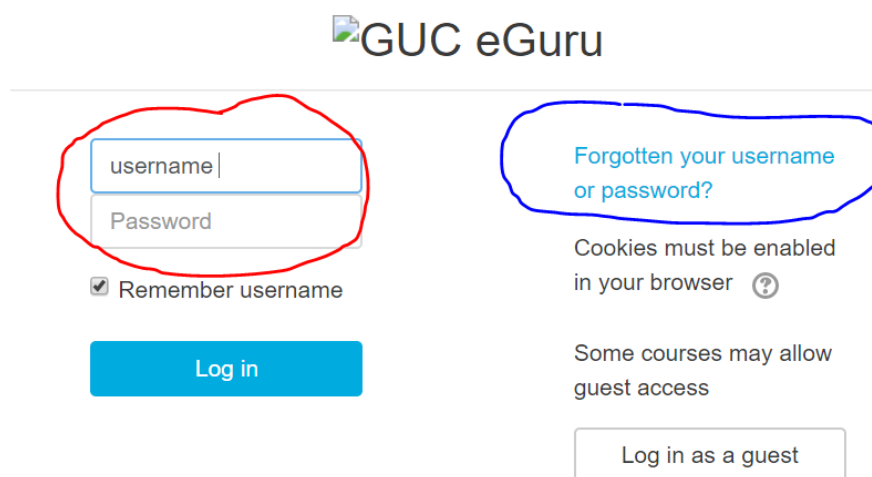 GUC eGuru
username
Password
Remember username
Log in
Forgotten your username
or password?
Cookies must be enabled
in your browser
Some courses may allow
guest access
Log in as a guest